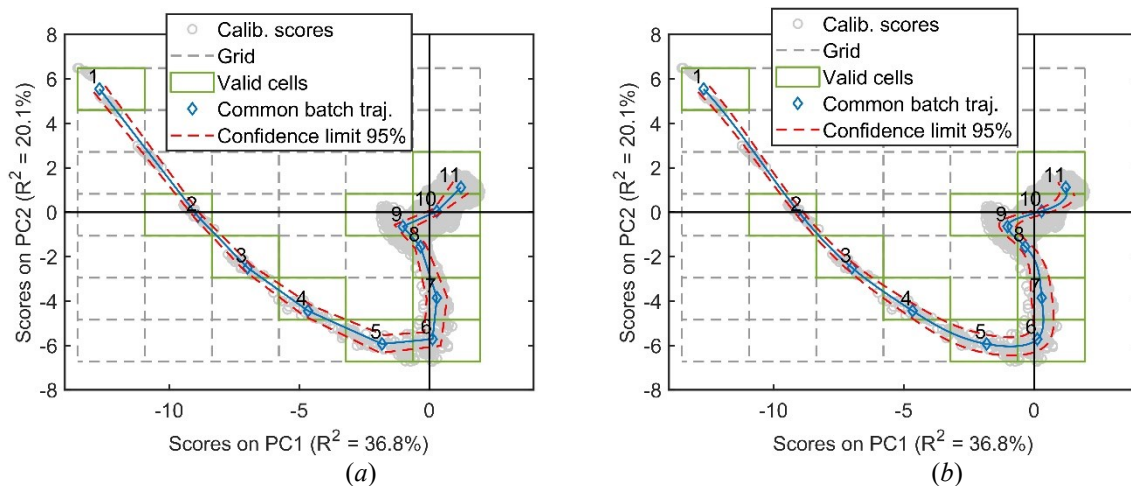 8
6
4
2
0
-2
-4
-6
-8
Scores on PC2 (R² = 20.1%)
Calib. scores
Grid
Valid cells
Common batch traj.
Confidence limit 95%
1
2
3
4
5
6
7
8
9
10
11
-10
-5
0
Scores on PC1 (R² = 36.8%)
(a)
8
6
4
2
0
-2
-4
-6
-8
Scores on PC2 (R² = 20.1%)
Calib. scores
Grid
Valid cells
Common batch traj.
Confidence limit 95%
1
2
3
4
5
6
7
8
9
10
11
-10
-5
0
Scores on PC1 (R² = 36.8%)
(b)